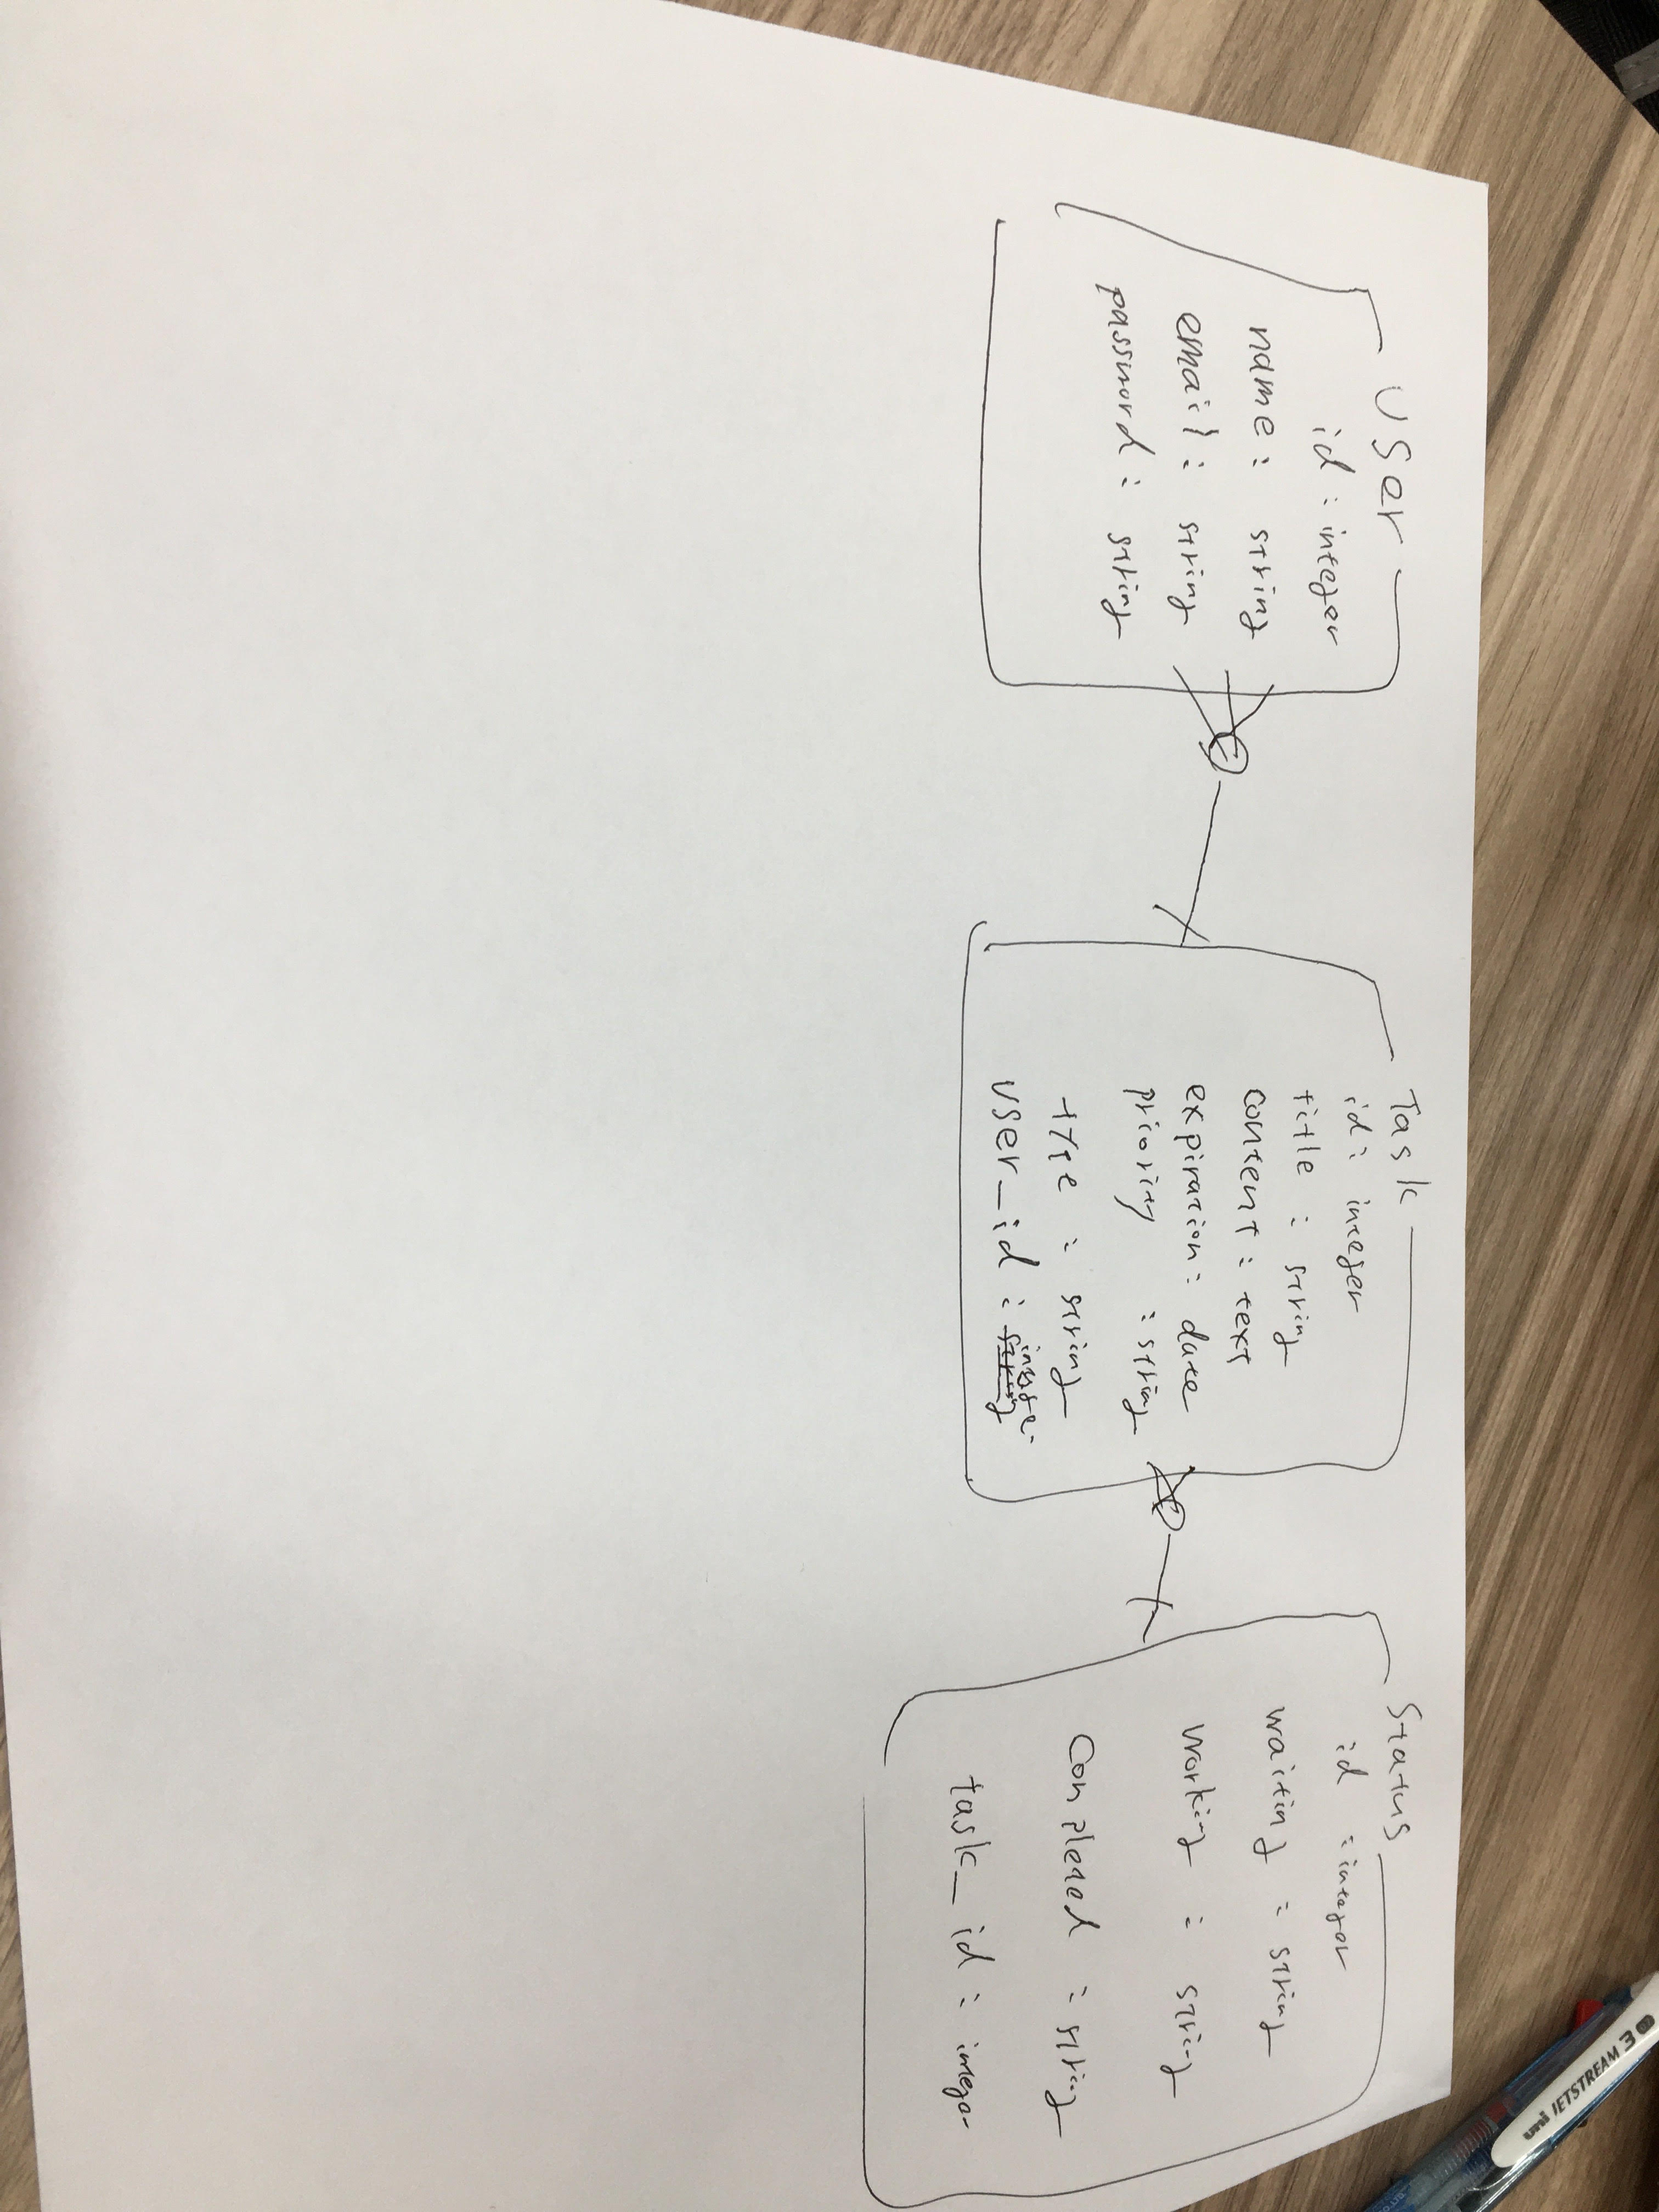 User
id : integer
name : string
email : string
password : string
Task
id : integer
title : string
content : text
expiration : date
priority : string
type : string
user_id : integer
Status
id : integer
waiting : string
working : string
Completed : string
task_id : integer
uni JETSTREAM 3